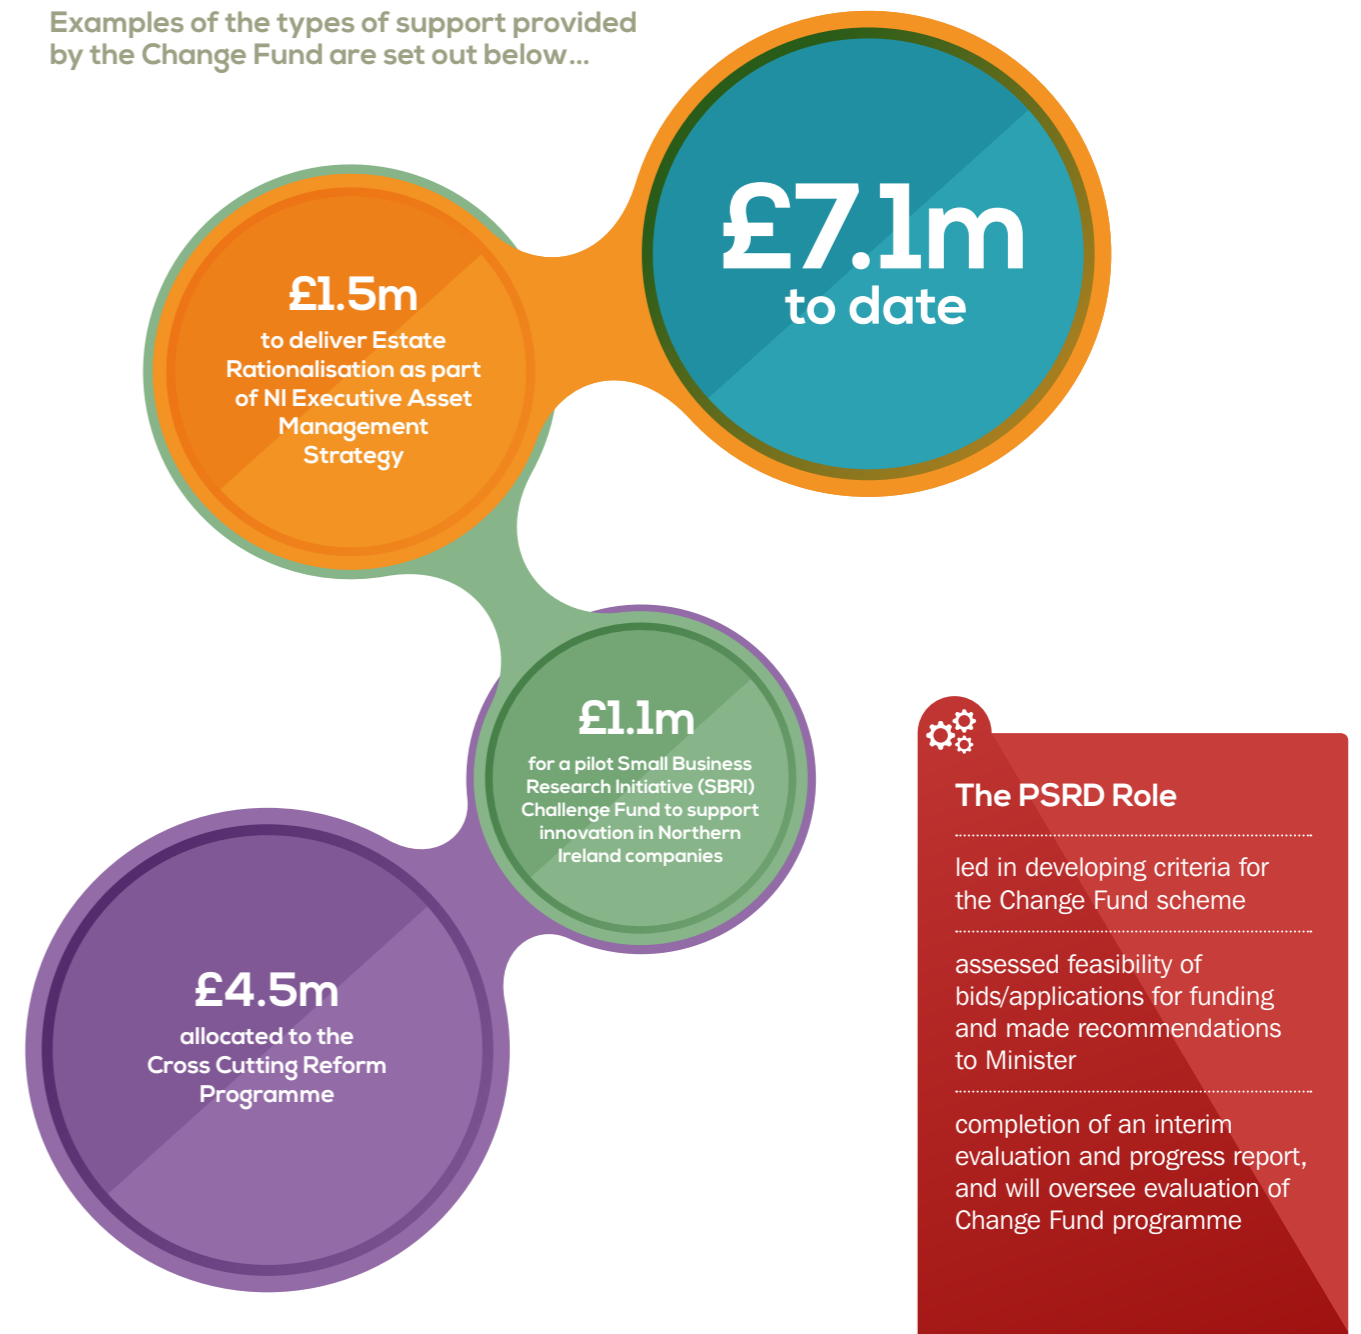 Examples of the types of support provided
by the Change Fund are set out below...
£7.1m
to date
£1.5m
to deliver Estate
Rationalisation as part
of NI Executive Asset
Management
Strategy
£1.1m
for a pilot Small Business
Research Initiative (SBRI)
Challenge Fund to support
innovation in Northern
Ireland companies
£4.5m
allocated to the
Cross Cutting Reform
Programme
The PSRD Role
led in developing criteria for
the Change Fund scheme
assessed feasibility of
bids/applications for funding
and made recommendations
to Minister
completion of an interim
evaluation and progress report,
and will oversee evaluation of
Change Fund programme